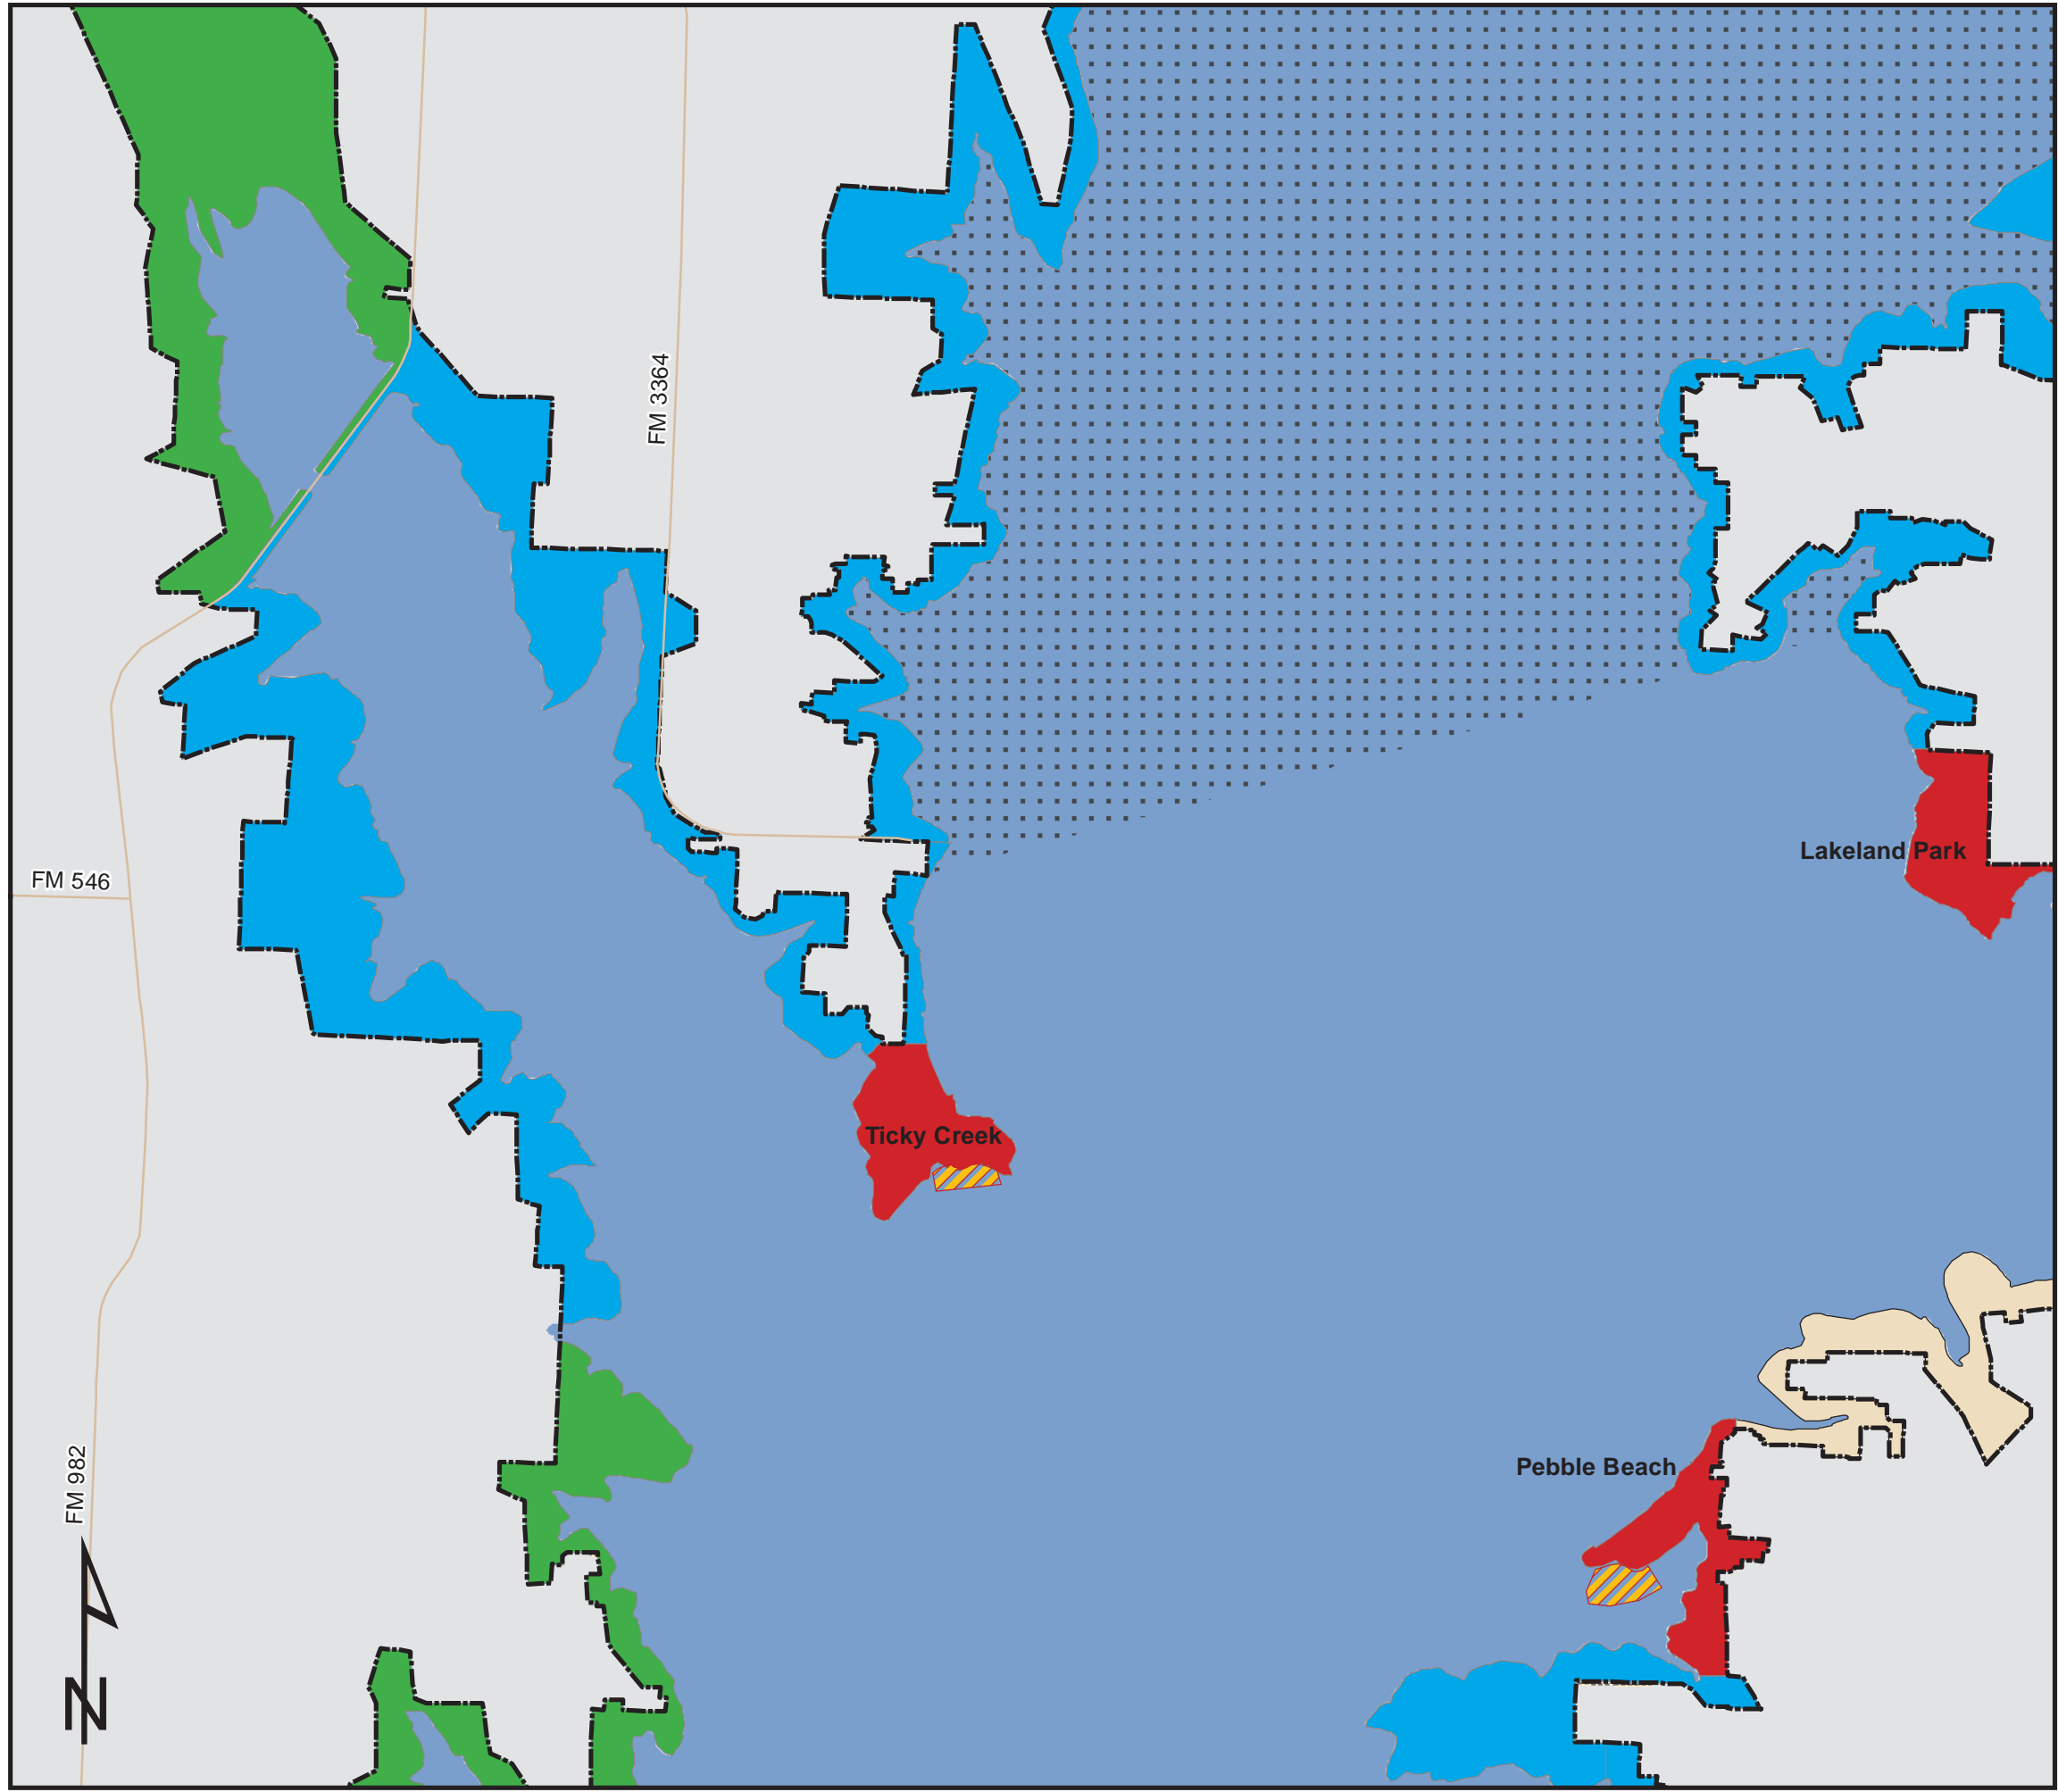 FM 3364
Lakeland Park
FM 546
Ticky Creek
Pebble Beach
FM 982
N